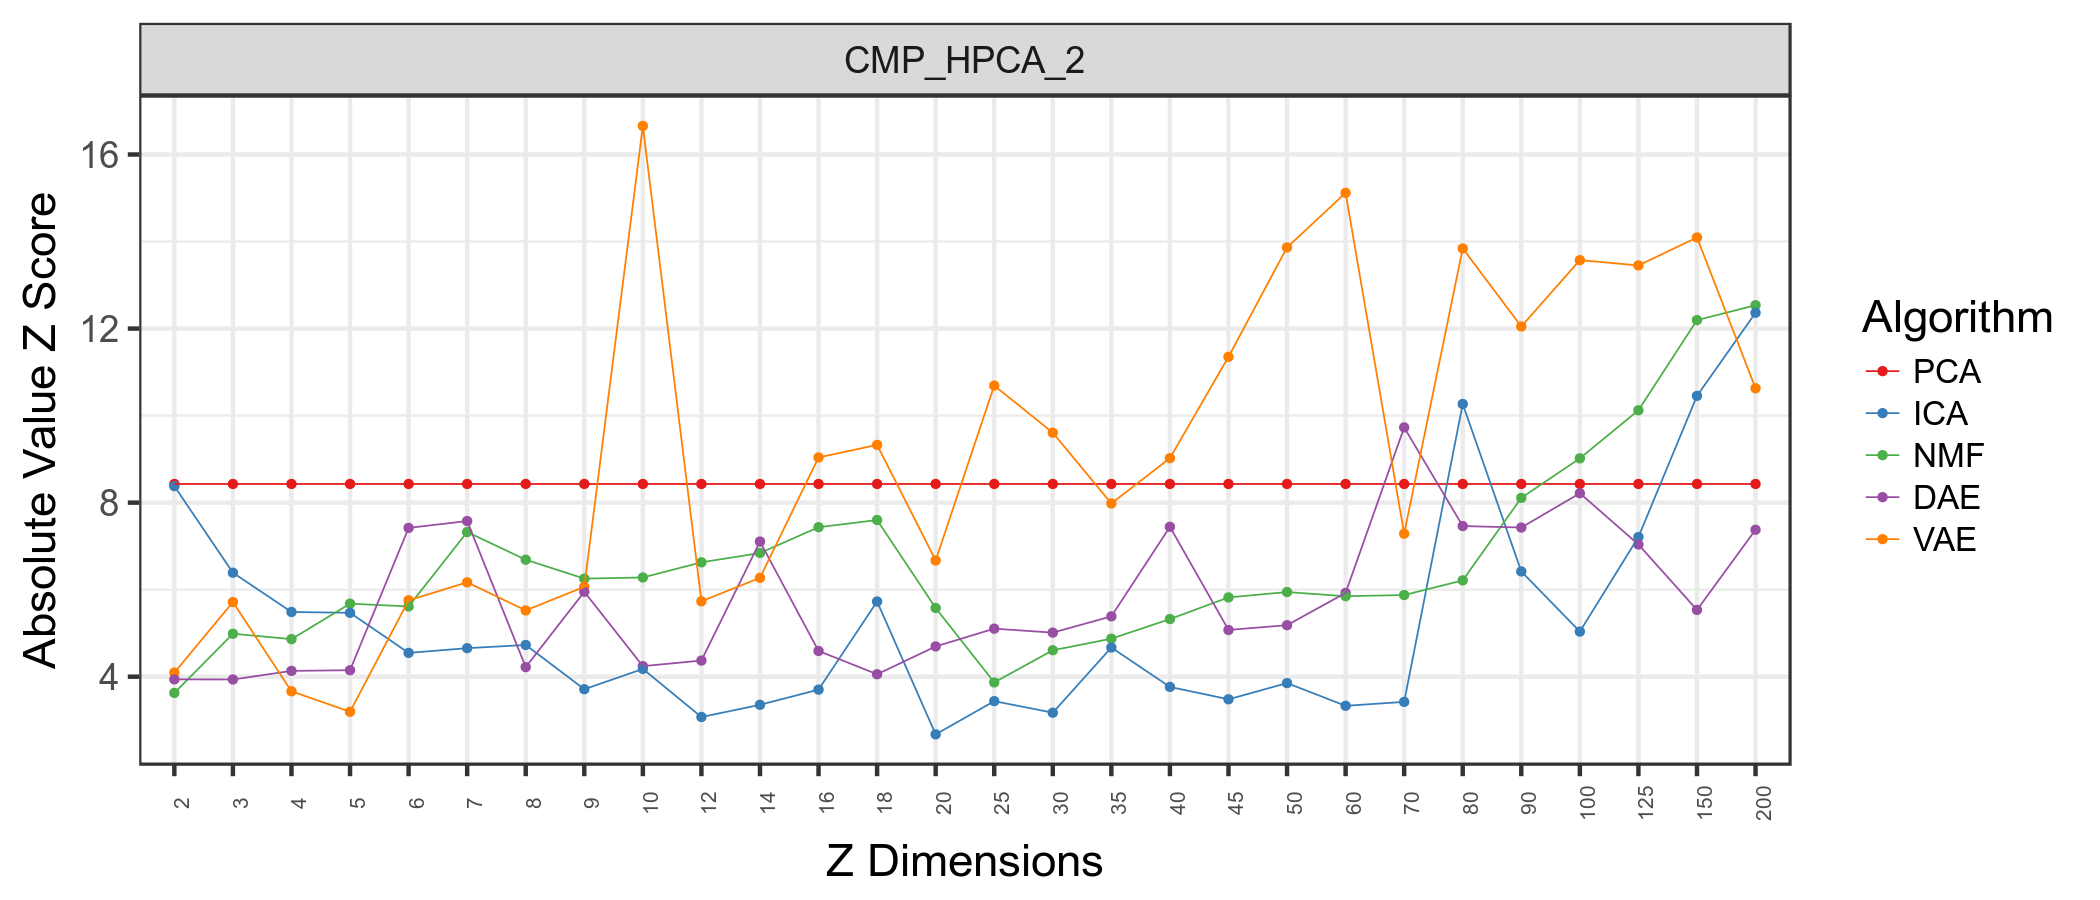 CMP_HPCA_2
16
12
8
4
Absolute Value Z Score
2 3 4 5 6 7 8 9 10 12 14 16 18 20 25 30 35 40 45 50 60 70 80 90 100 125 150 200
Z Dimensions
Algorithm
PCA
ICA
NMF
DAE
VAE